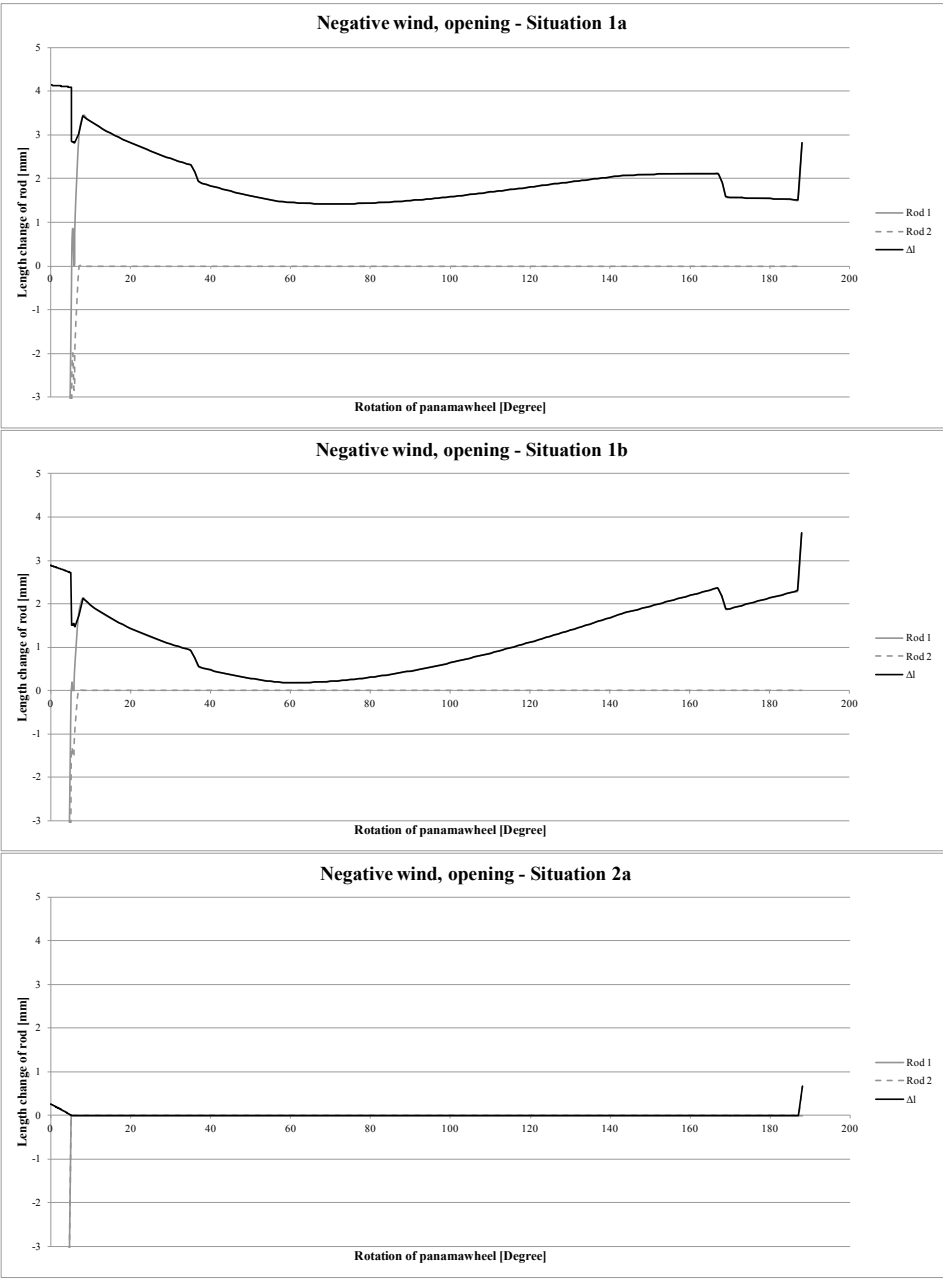 Negative wind, opening - Situation 1a
5
4
3
2
1
0
-1
-2
-3
0 20 40 60 80 100 120 140 160 180 200
Length change of rod [mm]
Rotation of panamawheel [Degree]
Rod 1
Rod 2
Δl
Negative wind, opening - Situation 1b
5
4
3
2
1
0
-1
-2
-3
0 20 40 60 80 100 120 140 160 180 200
Length change of rod [mm]
Rotation of panamawheel [Degree]
Rod 1
Rod 2
Δl
Negative wind, opening - Situation 2a
5
4
3
2
1
0
-1
-2
-3
0 20 40 60 80 100 120 140 160 180 200
Length change of rod [mm]
Rotation of panamawheel [Degree]
Rod 1
Rod 2
Δl